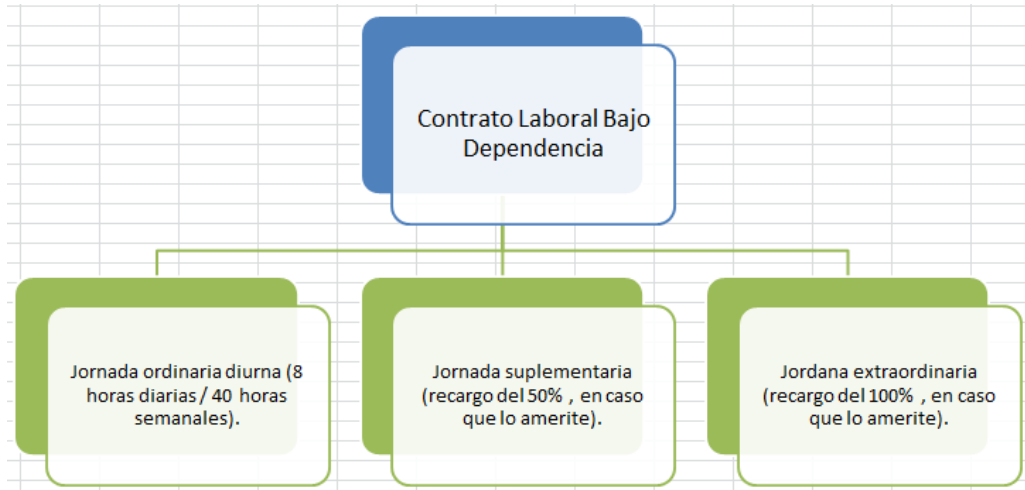 Contrato Laboral Bajo
Dependencia
Jornada ordinaria diurna (8
horas diarias / 40 horas
semanales).
Jornada suplementaria
(recargo del 50% , en caso
que lo amerite).
Jordana extraordinaria
(recargo del 100% , en caso
que lo amerite).